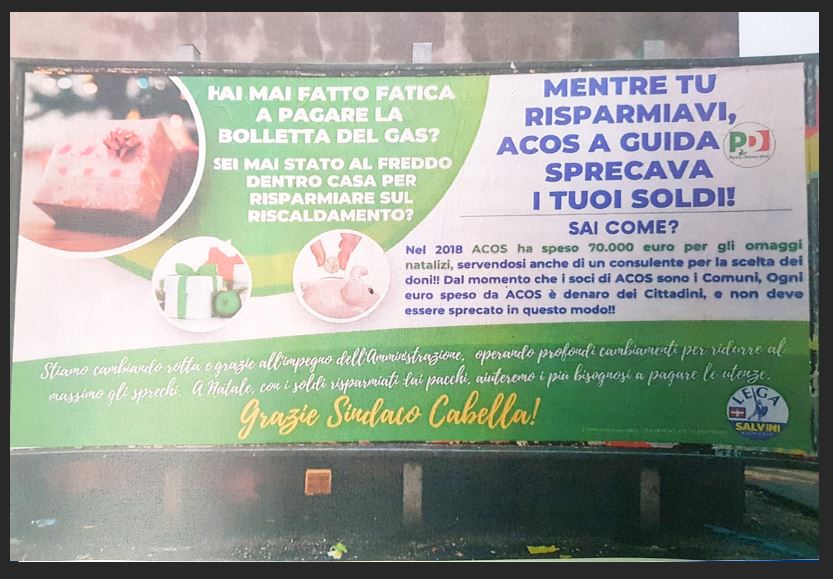 HAI MAI FATTO FATICA
A PAGARE LA
BOLLETTA DEL GAS?
SEI MAI STATO AL FREDDO
DENTRO CASA PER
RISPARMIARE SUL
RISCALDAMENTO?
MENTRE TU
RISPARMIAVI,
ACOS A GUIDA PD
Partito Democratico
SPRECAVA
I TUOI SOLDI!
SAI COME?
Nel 2018 ACOS ha speso 70.000 euro per gli omaggi
natalizi, servendosi anche di un consulente per la scelta dei
doni!! Dal momento che i soci di ACOS sono i Comuni, Ogni
euro speso da ACOS è denaro dei Cittadini, e non deve
essere sprecato in questo modo!!
Stiamo cambiando rotta e grazie all'impegno dell'Amministrazione, operando profondi cambiamenti per ridurre al
massimo gli sprechi. A Natale, con i soldi risparmiati dai pacchi, aiuteremo i più bisognosi a pagare le utenze.
Grazie Sindaco Cabella!
LEGA
SALVINI
PIEMONTE